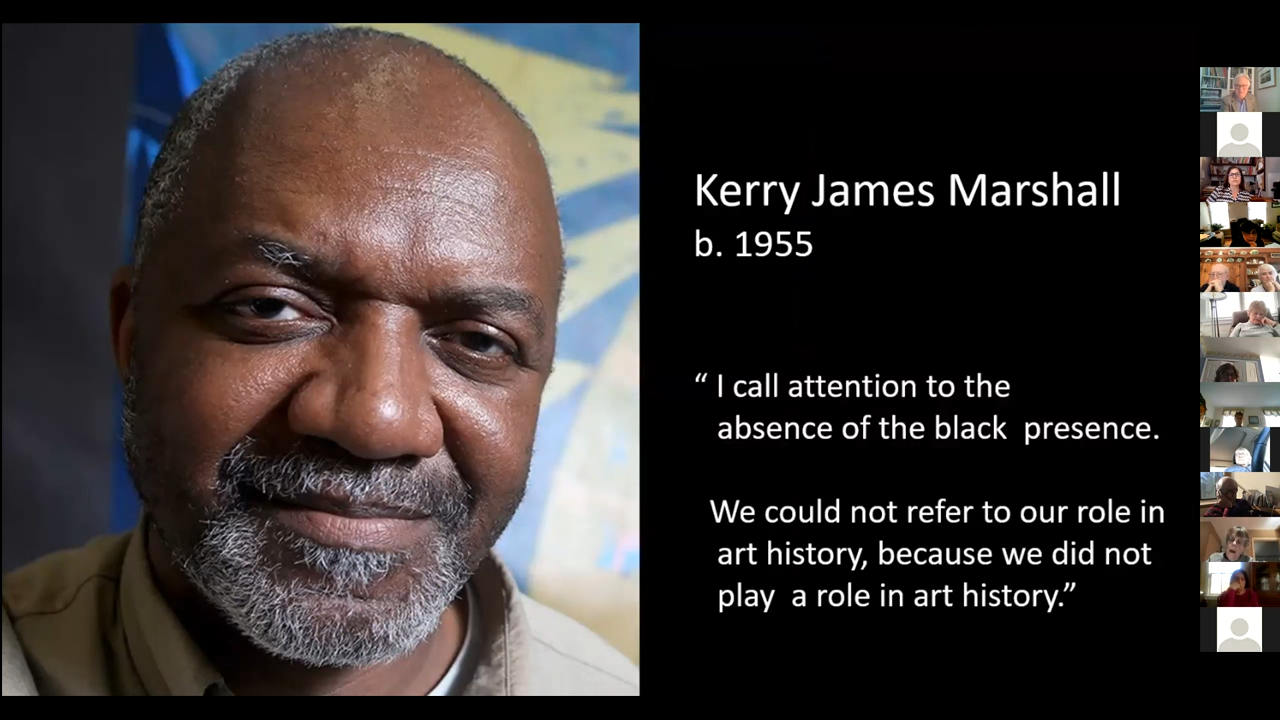 Kerry James Marshall
b. 1955
“ I call attention to the
absence of the black  presence.
We could not refer to our role in
art history, because we did not
play  a role in art history.”